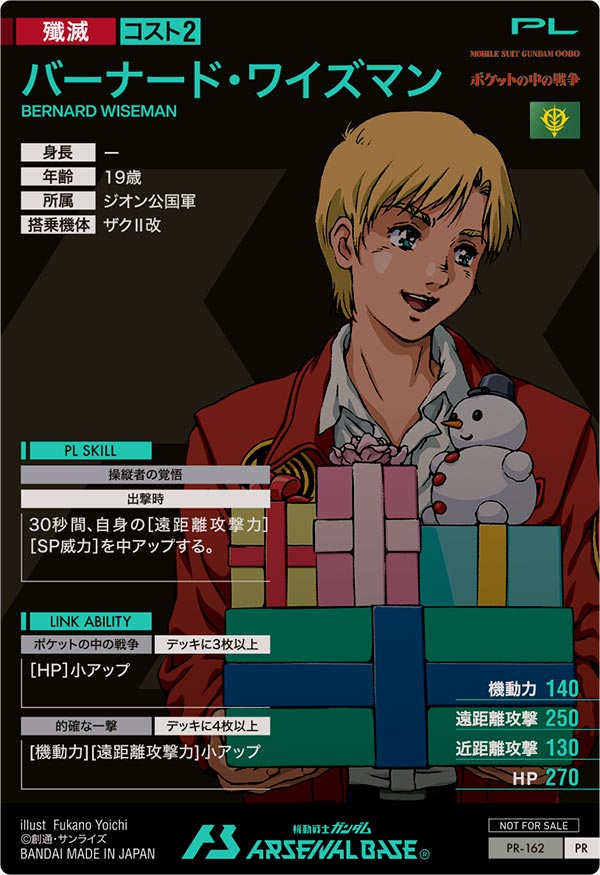 殲滅 コスト2
PL
バーナード・ワイズマン
BERNARD WISEMAN
MOBILE SUIT GUNDAM 0080
ポケットの中の戦争
身長 ー
年齢 19歳
所属 ジオン公国軍
搭乗機体 ザクⅡ改
PL SKILL
操縦者の覚悟
出撃時
30秒間、自身の[遠距離攻撃力]
[SP威力]を中アップする。
LINK ABILITY
ポケットの中の戦争 デッキに3枚以上
[HP]小アップ
的確な一撃 デッキに4枚以上
[機動力][遠距離攻撃力]小アップ
機動力 140
遠距離攻撃 250
近距離攻撃 130
HP 270
illust Fukano Yoichi
©創通・サンライズ
BANDAI MADE IN JAPAN
機動戦士ガンダム
ARSENAL BASE®
NOT FOR SALE
PR-162 PR